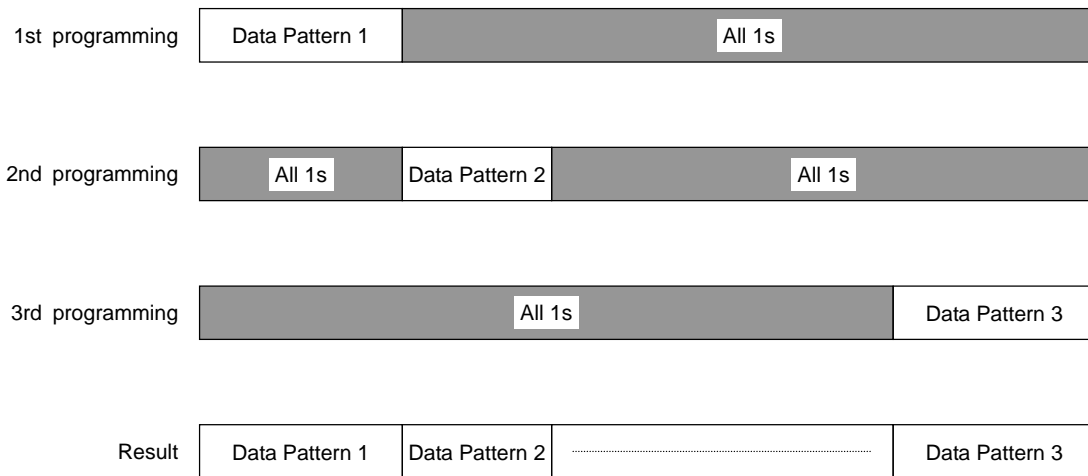 1st programming Data Pattern 1 All 1s
2nd programming All 1s Data Pattern 2 All 1s
3rd programming All 1s Data Pattern 3
Result Data Pattern 1 Data Pattern 2 Data Pattern 3